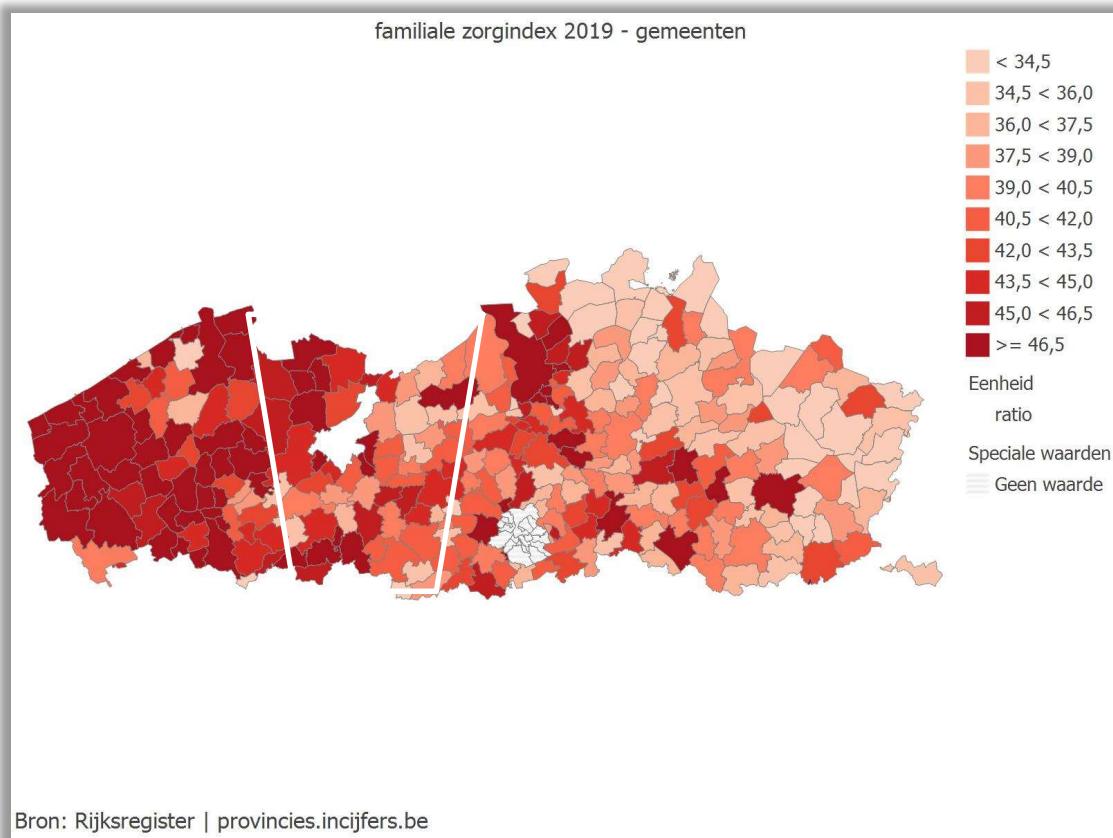 familiale zorgindex 2019 - gemeenten
< 34,5
34,5 < 36,0
36,0 < 37,5
37,5 < 39,0
39,0 < 40,5
40,5 < 42,0
42,0 < 43,5
43,5 < 45,0
45,0 < 46,5
>= 46,5
Eenheid
ratio
Speciale waarden
Geen waarde
Bron: Rijksregister | provincies.incijfers.be